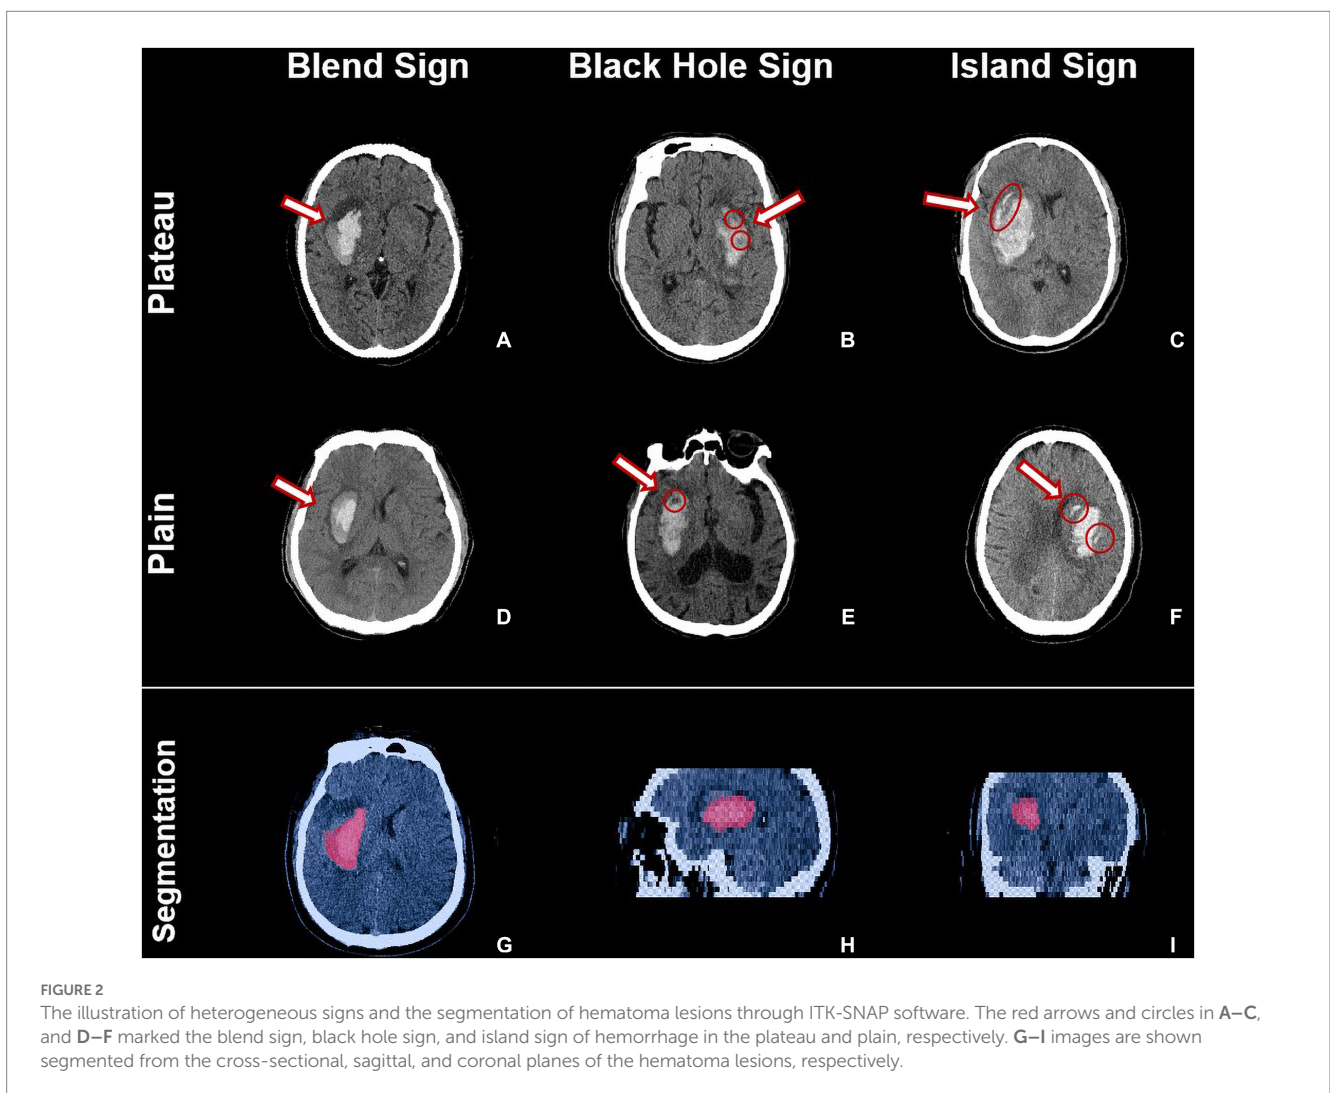 Blend Sign
Black Hole Sign
Island Sign
Plateau
A
B
C
Plain
D
E
F
Segmentation
G
H
I
FIGURE 2
The illustration of heterogeneous signs and the segmentation of hematoma lesions through ITK-SNAP software. The red arrows and circles in A–C,
and D–F marked the blend sign, black hole sign, and island sign of hemorrhage in the plateau and plain, respectively. G–I images are shown
segmented from the cross-sectional, sagittal, and coronal planes of the hematoma lesions, respectively.